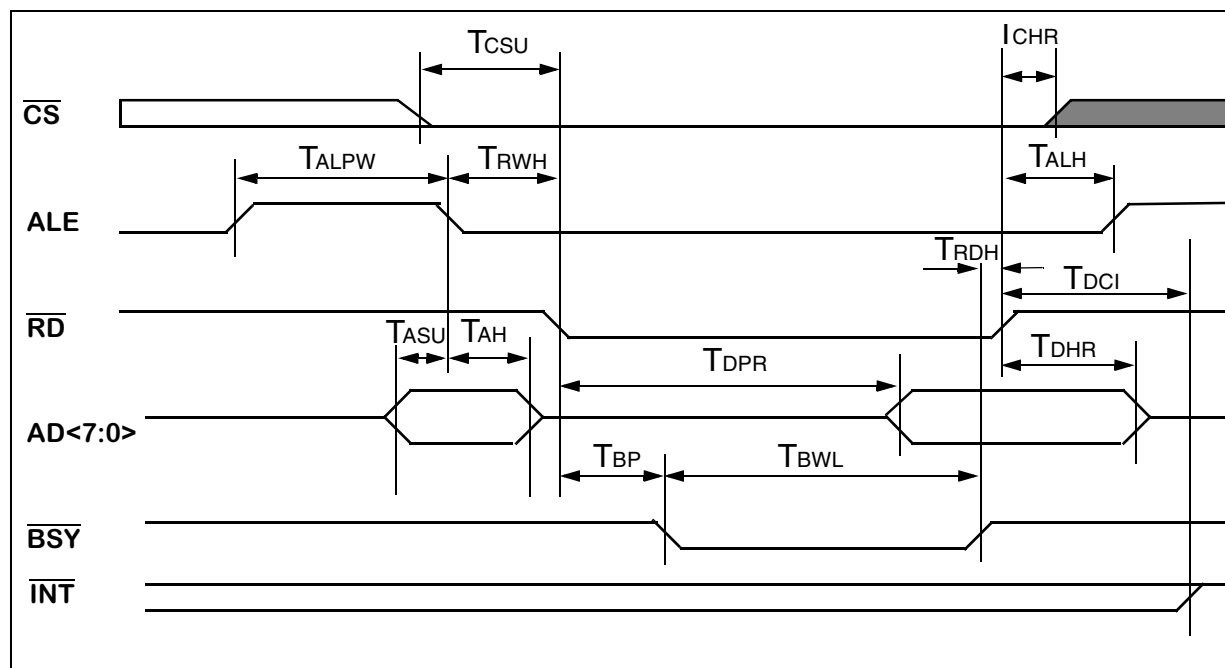 TCSU
ICHR
CS
TALPW
TRWH
TALH
ALE
TRDH
TDCI
RD
TASU
TAH
TDPR
TDHR
AD<7:0>
TBP
TBWL
BSY
INT